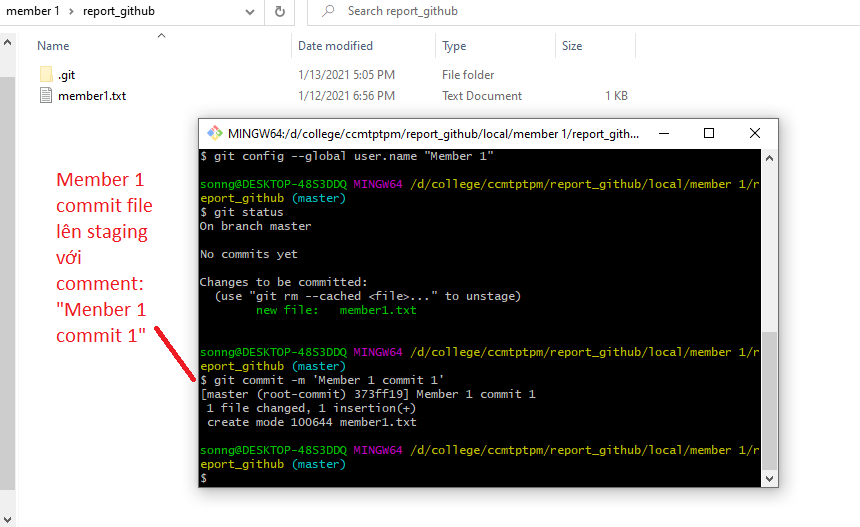 member 1 > report_github
Search report_github
Name Date modified Type Size
.git 1/13/2021 5:05 PM File folder
member1.txt 1/12/2021 6:56 PM Text Document 1 KB
MINGW64:/d/college/ccmtptpm/report_github/local/member 1/report_gith...
$ git config --global user.name "Member 1"
sonng@DESKTOP-48S3DDQ MINGW64 /d/college/ccmtptpm/report_github/local/member 1/r
eport_github (master)
$ git status
On branch master
No commits yet
Changes to be committed:
(use "git rm --cached <file>..." to unstage)
new file: member1.txt
sonng@DESKTOP-48S3DDQ MINGW64 /d/college/ccmtptpm/report_github/local/member 1/r
eport_github (master)
$ git commit -m 'Member 1 commit 1'
[master (root-commit) 373ff19] Member 1 commit 1
1 file changed, 1 insertion(+)
create mode 100644 member1.txt
sonng@DESKTOP-48S3DDQ MINGW64 /d/college/ccmtptpm/report_github/local/member 1/r
eport_github (master)
$
Member 1
commit file
lên staging
với
comment:
"Menber 1
commit 1"